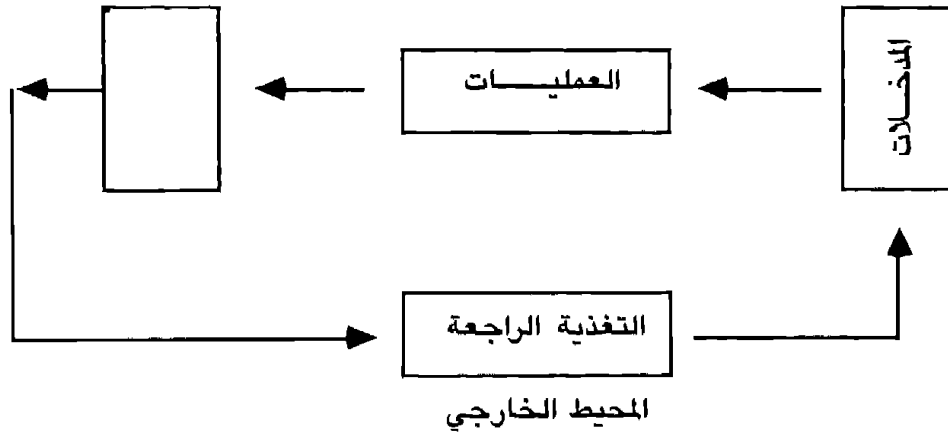 المدخلات
العمليات
التغذية الراجعة
المحيط الخارجي